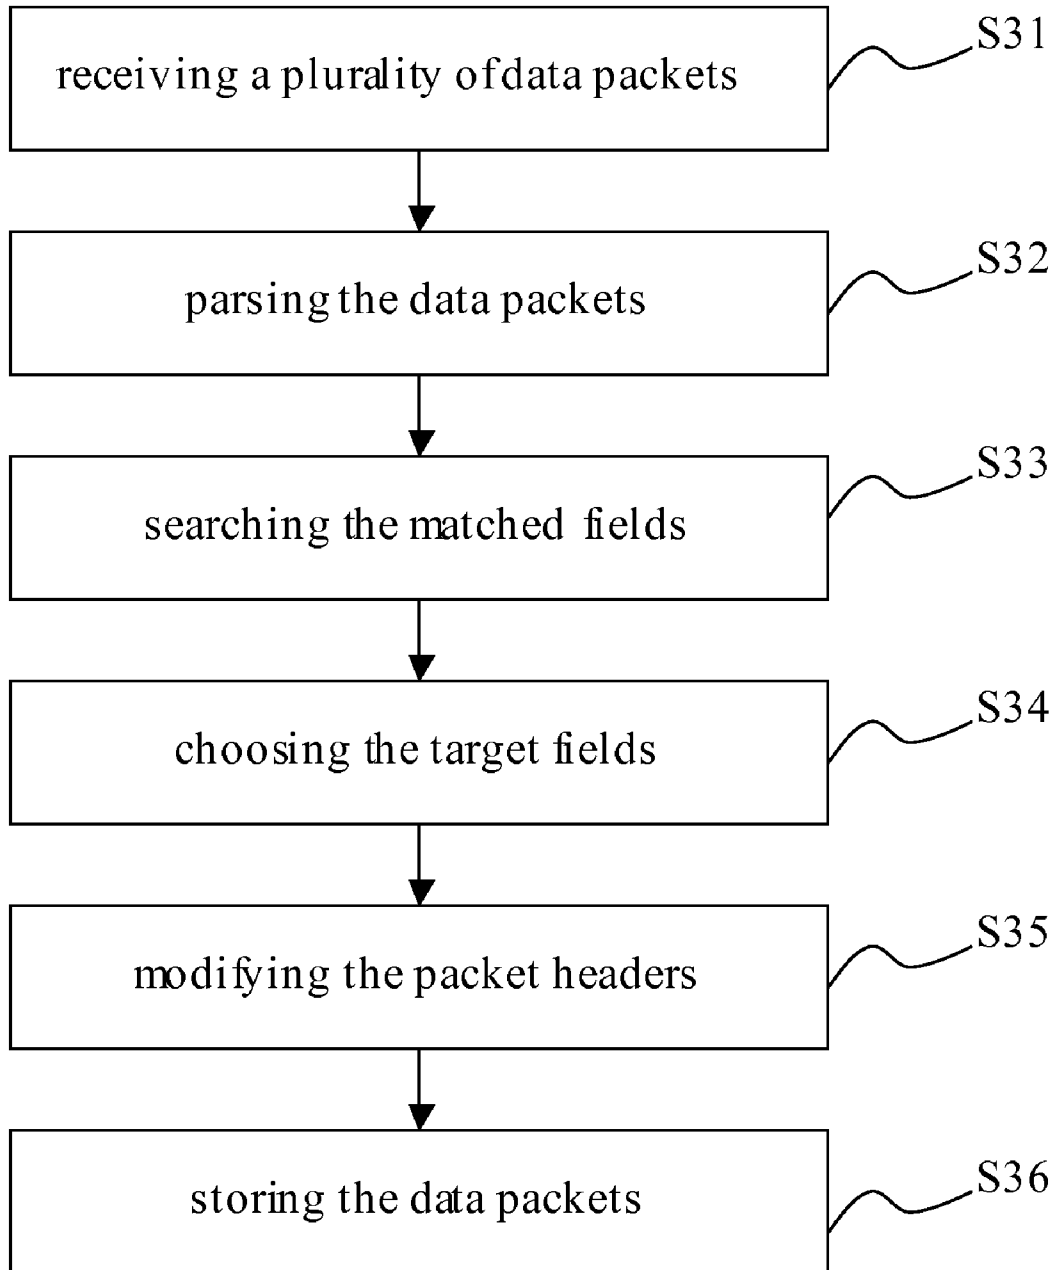 receiving a plurality of data packets
S31
parsing the data packets
S32
searching the matched fields
S33
choosing the target fields
S34
modifying the packet headers
S35
storing the data packets
S36